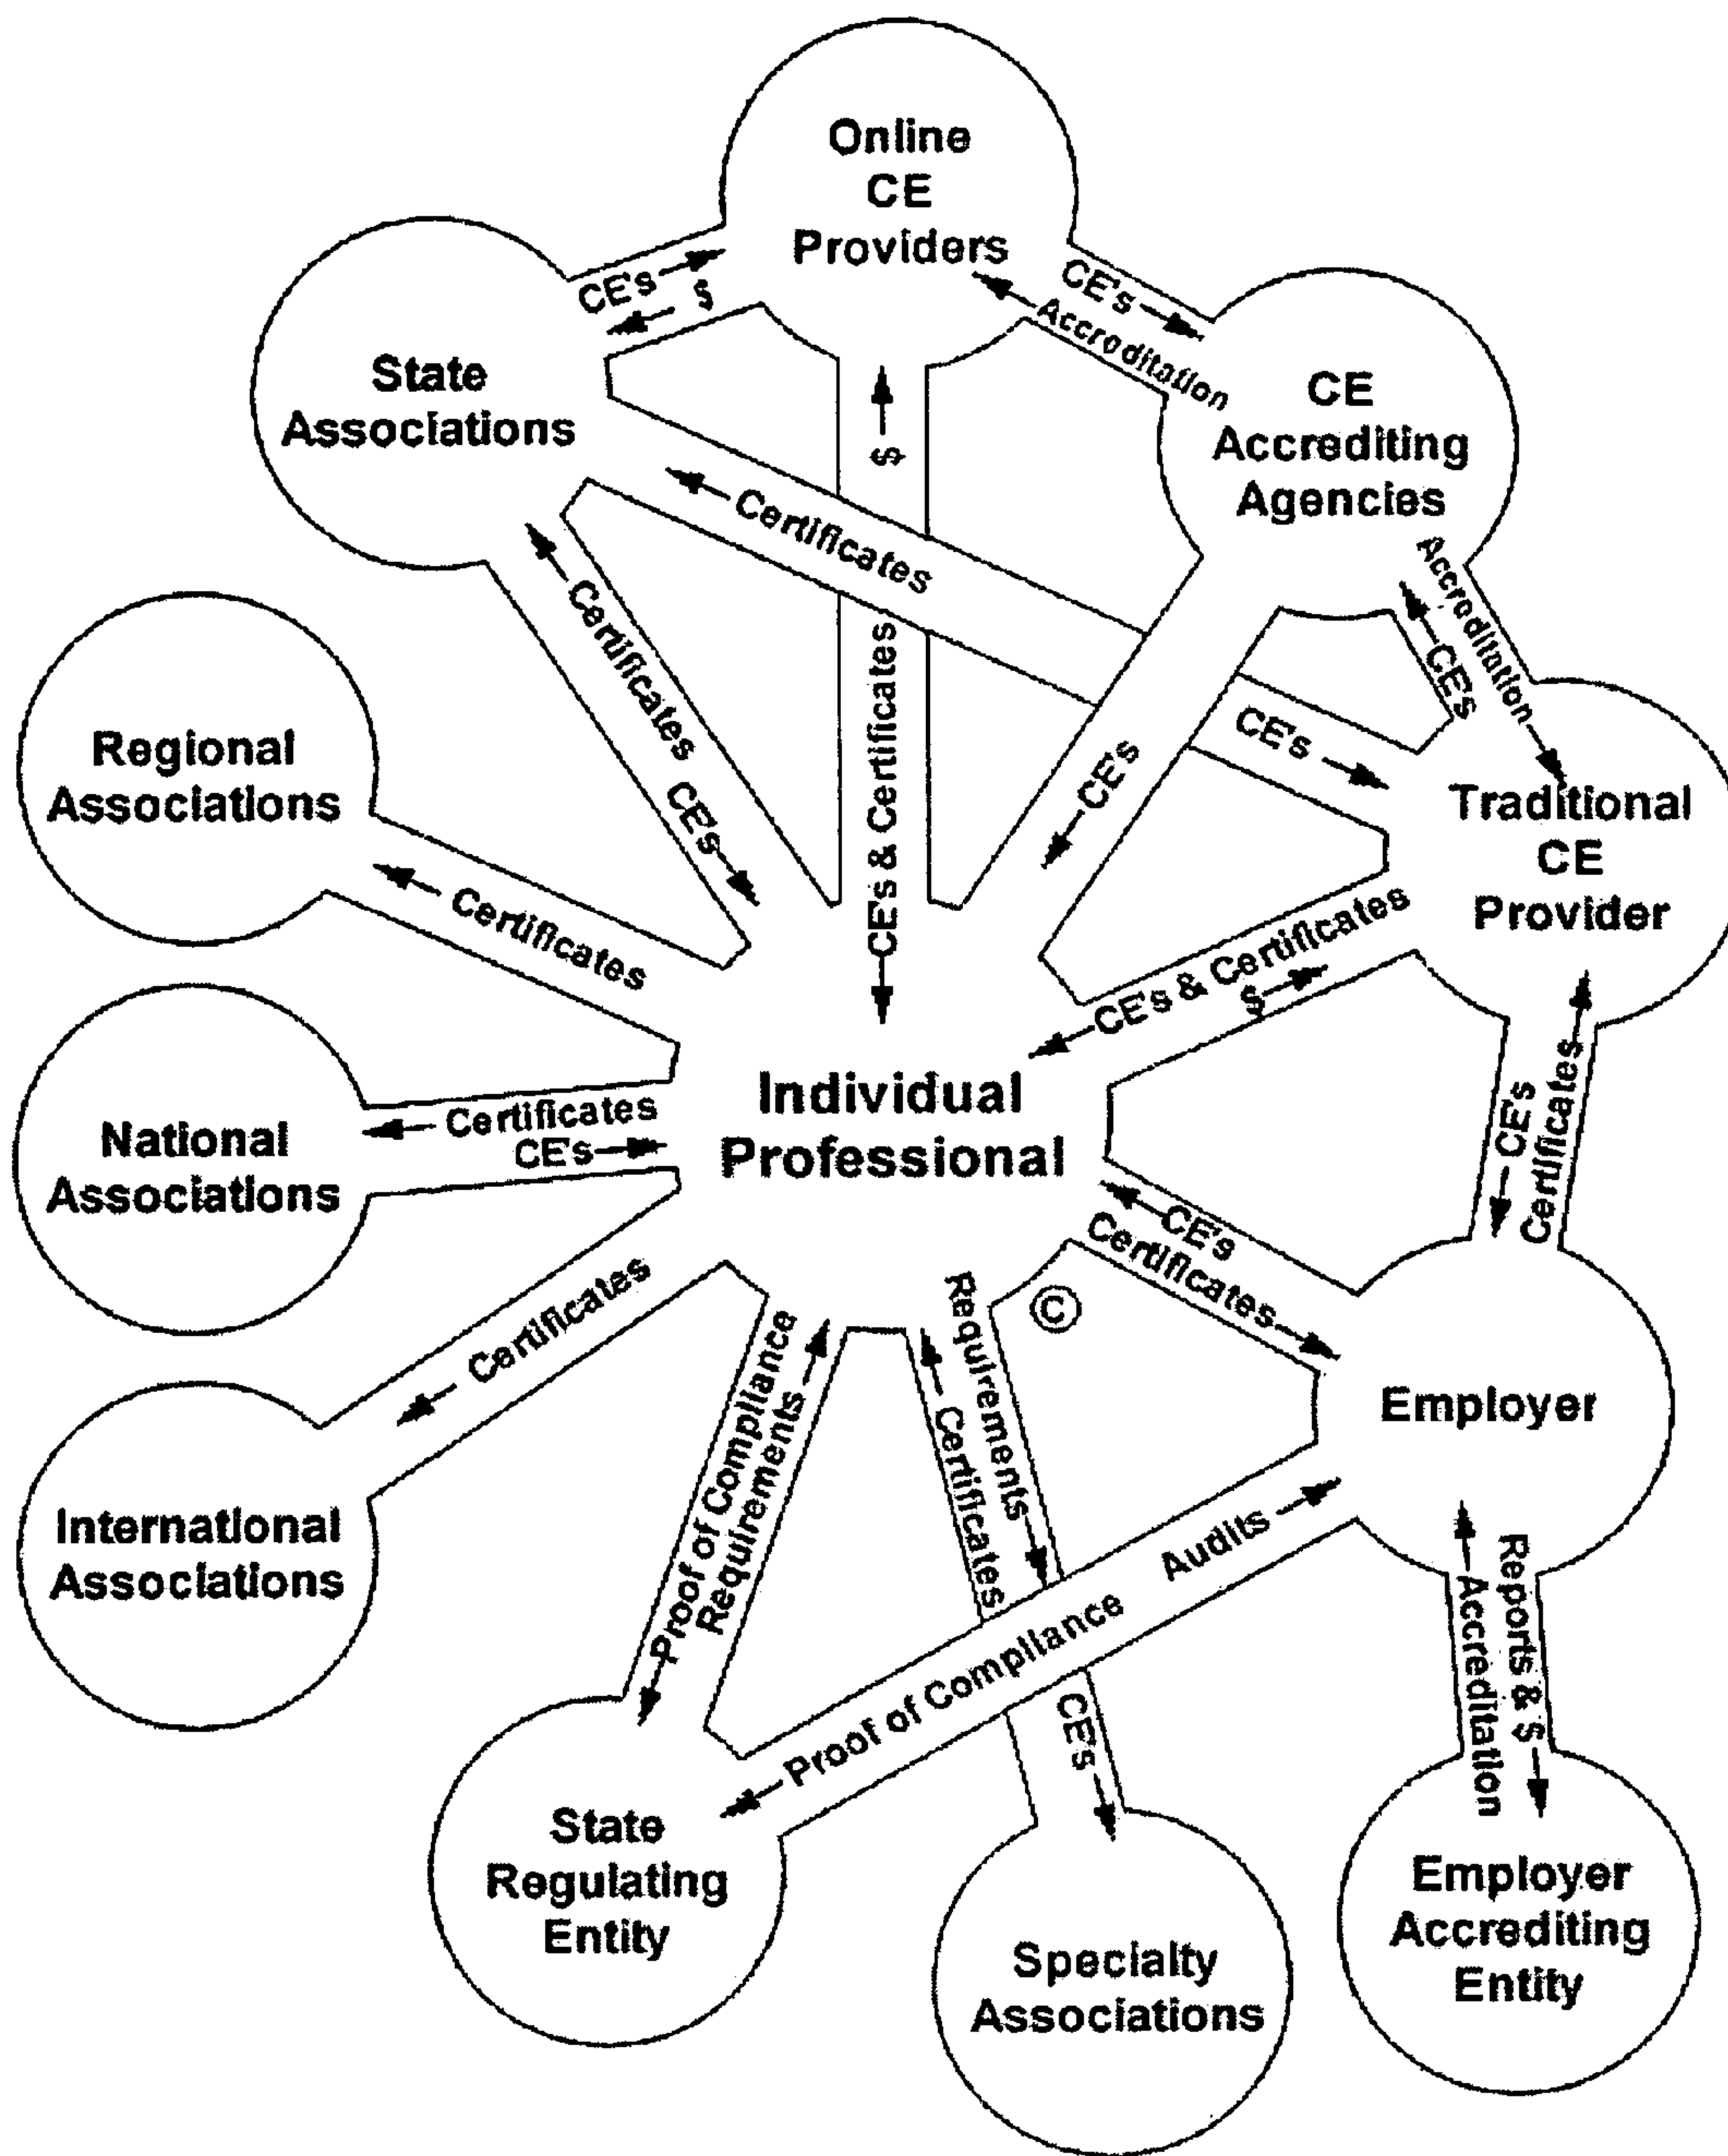 Online
CE
Providers
CE's
$
CE's
Accreditation
State
Associations
CE
Accrediting
Agencies
$
Certificates
Accreditation
CE's
Certificates
CE's
CE's & Certificates
CE's
CE's
Regional
Associations
Certificates
Traditional
CE
Provider
CE's & Certificates
$
Individual
Professional
National
Associations
Certificates
CE's
CE's
Certificates
CE's
Certificates
©
Certificates
International
Associations
Proof of Compliance
Requirements
Requirements
Certificates
Employer
Audits
Proof of Compliance
CE's
Reports & $
Accreditation
State
Regulating
Entity
Specialty
Associations
Employer
Accrediting
Entity